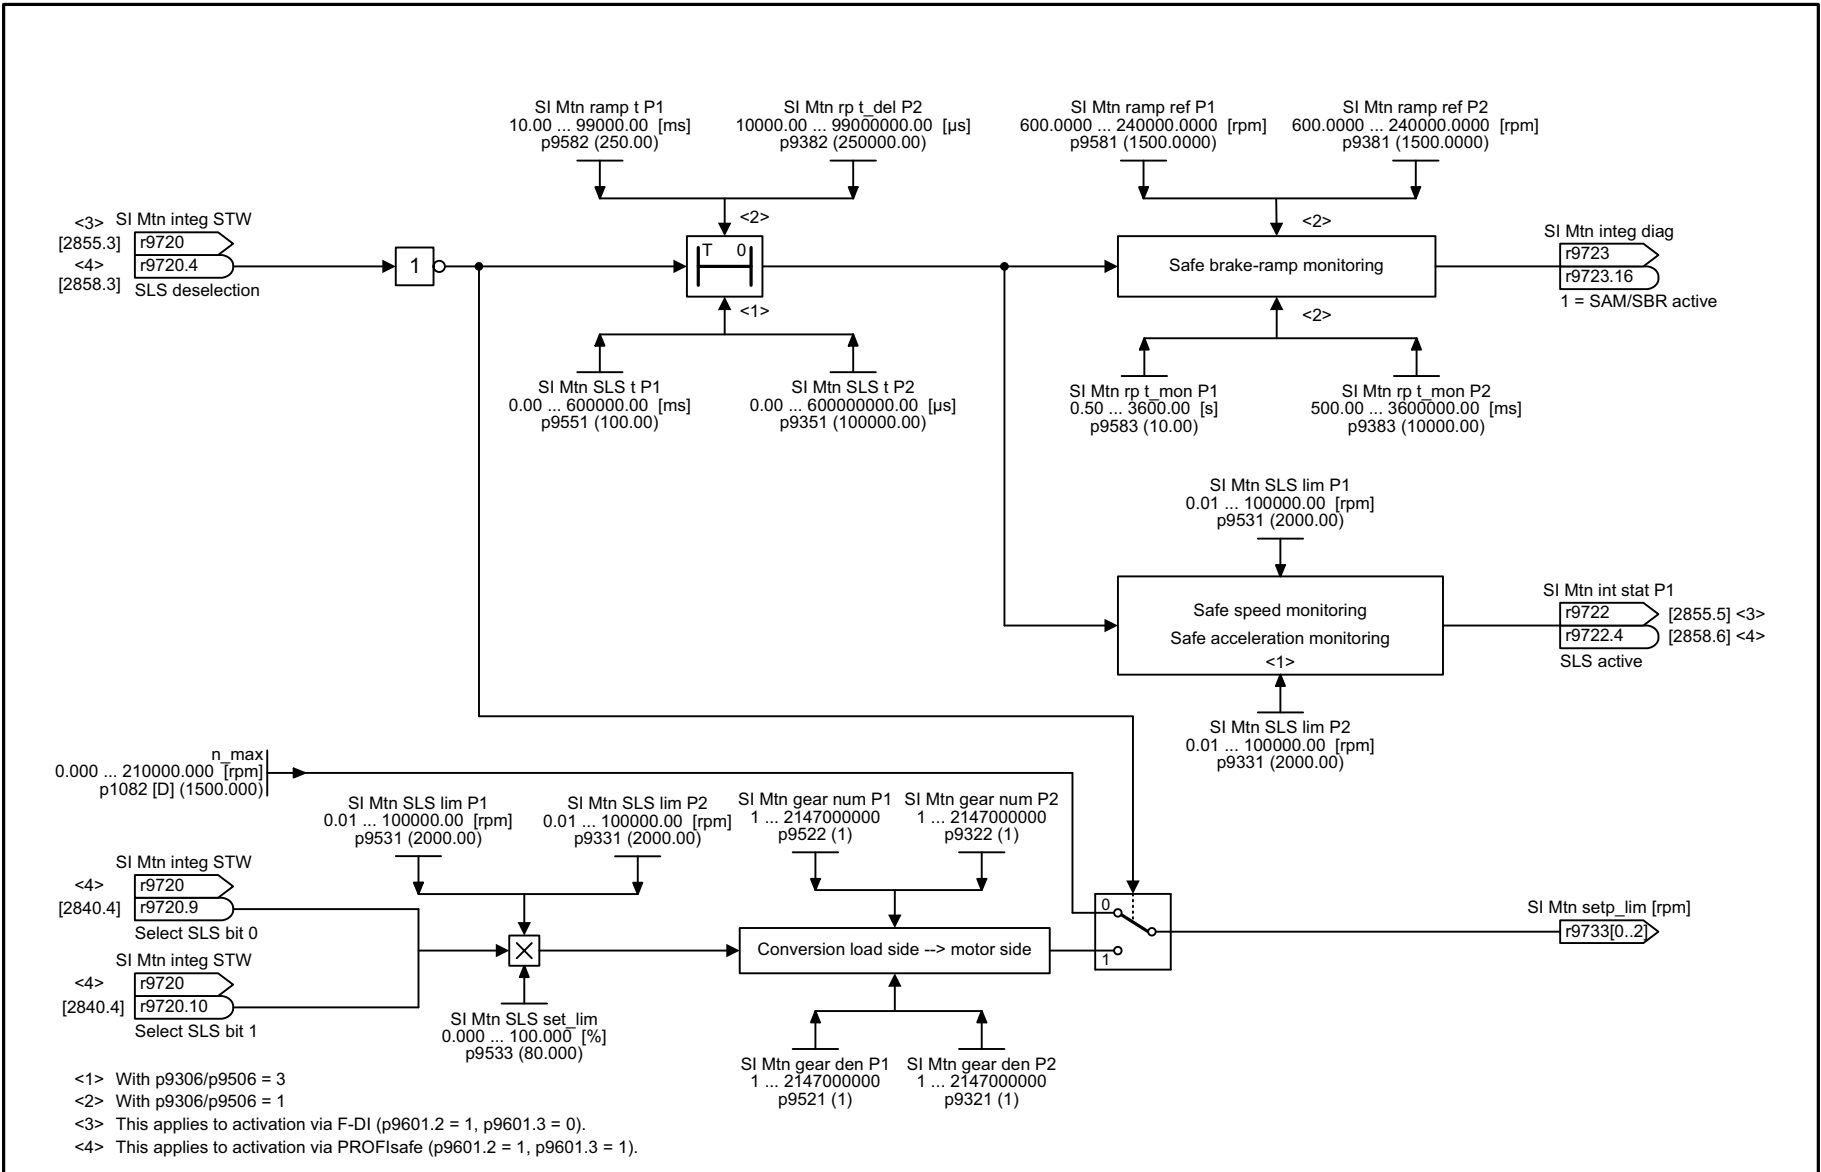 SI Mtn ramp t P1
10.00 ... 99000.00 [ms]
p9582 (250.00)
SI Mtn rp t_del P2
10000.00 ... 99000000.00 [µs]
p9382 (250000.00)
SI Mtn ramp ref P1
600.0000 ... 240000.0000 [rpm]
p9581 (1500.0000)
SI Mtn ramp ref P2
600.0000 ... 240000.0000 [rpm]
p9381 (1500.0000)
<3> SI Mtn integ STW
[2855.3] r9720
<4> r9720.4
[2858.3] SLS deselection
1
<2>
T 0
<1>
<2>
Safe brake-ramp monitoring
<2>
SI Mtn integ diag
r9723
r9723.16
1 = SAM/SBR active
SI Mtn SLS t P1
0.00 ... 600000.00 [ms]
p9551 (100.00)
SI Mtn SLS t P2
0.00 ... 600000000.00 [µs]
p9351 (100000.00)
SI Mtn rp t_mon P1
0.50 ... 3600.00 [s]
p9583 (10.00)
SI Mtn rp t_mon P2
500.00 ... 3600000.00 [ms]
p9383 (10000.00)
SI Mtn SLS lim P1
0.01 ... 100000.00 [rpm]
p9531 (2000.00)
Safe speed monitoring
Safe acceleration monitoring
<1>
SI Mtn int stat P1
r9722 [2855.5] <3>
r9722.4 [2858.6] <4>
SLS active
SI Mtn SLS lim P2
0.01 ... 100000.00 [rpm]
p9331 (2000.00)
n_max
0.000 ... 210000.000 [rpm]
p1082 [D] (1500.000)
SI Mtn SLS lim P1
0.01 ... 100000.00 [rpm]
p9531 (2000.00)
SI Mtn SLS lim P2
0.01 ... 100000.00 [rpm]
p9331 (2000.00)
SI Mtn gear num P1
1 ... 2147000000
p9522 (1)
SI Mtn gear num P2
1 ... 2147000000
p9322 (1)
SI Mtn integ STW
<4> r9720
[2840.4] r9720.9
Select SLS bit 0
SI Mtn integ STW
<4> r9720
[2840.4] r9720.10
Select SLS bit 1
Conversion load side --> motor side
0
1
SI Mtn setp_lim [rpm]
r9733[0..2]
SI Mtn SLS set_lim
0.000 ... 100.000 [%]
p9533 (80.000)
SI Mtn gear den P1
1 ... 2147000000
p9521 (1)
SI Mtn gear den P2
1 ... 2147000000
p9321 (1)
<1> With p9306/p9506 = 3
<2> With p9306/p9506 = 1
<3> This applies to activation via F-DI (p9601.2 = 1, p9601.3 = 0).
<4> This applies to activation via PROFIsafe (p9601.2 = 1, p9601.3 = 1).